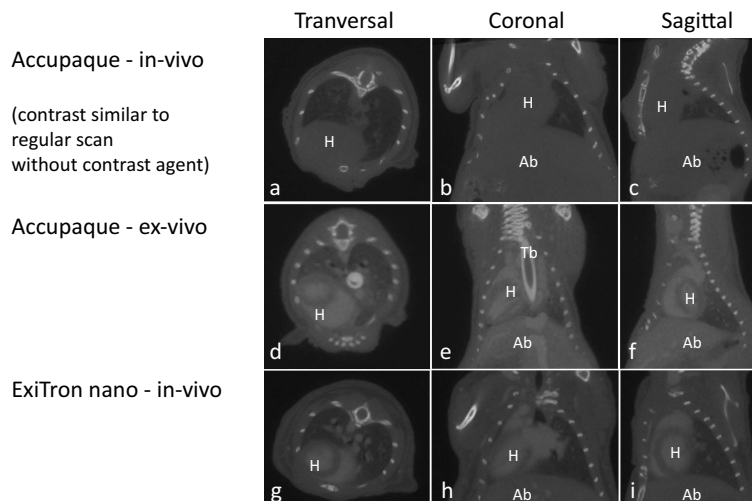 Tranversal Coronal Sagittal
Accupaque - in-vivo
(contrast similar to
regular scan
without contrast agent)
H H H
Ab Ab
a b c
Accupaque - ex-vivo
Tb
H H H
Ab Ab
d e f
ExiTron nano - in-vivo
H H H
Ab Ab
g h i